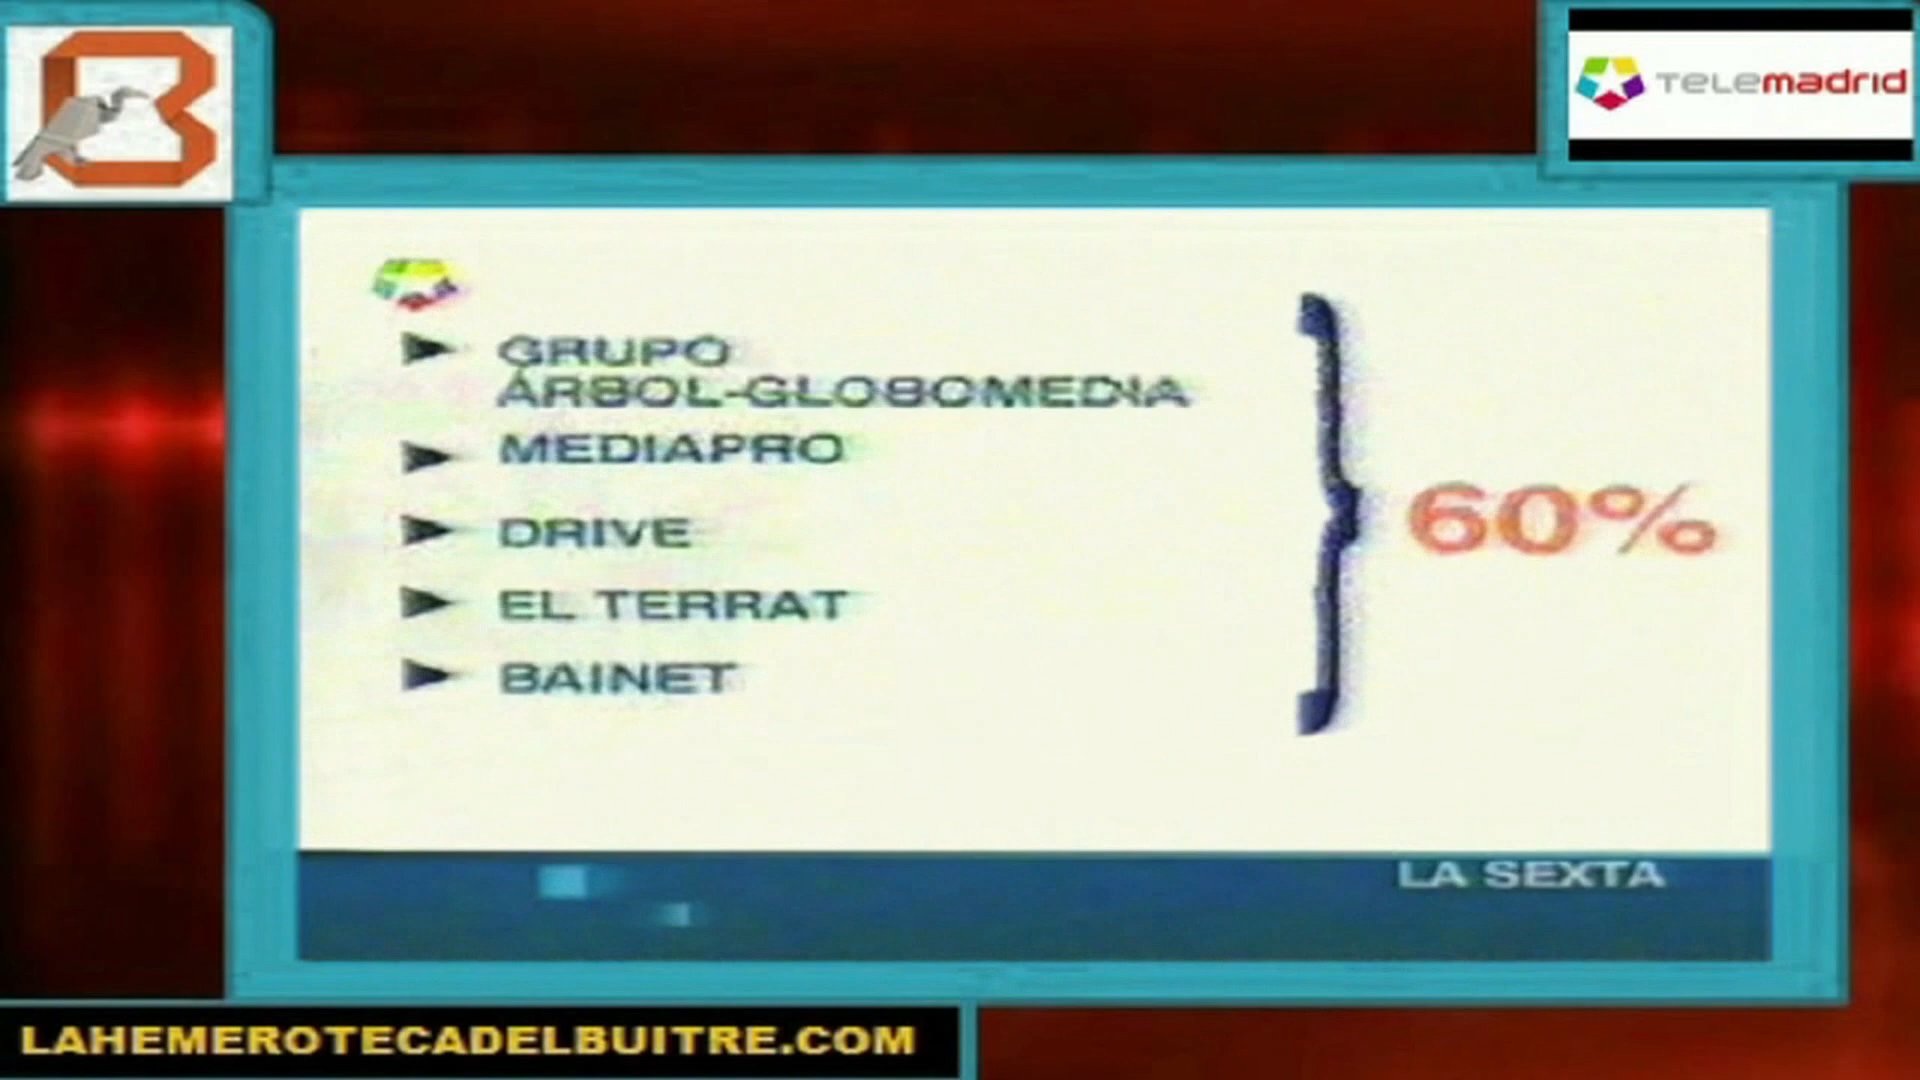 TELEMADRID
GRUPO
ÁRBOL-GLOBOMEDIA
MEDIAPRO
DRIVE
EL TERRAT
BAINET
60%
LA SEXTA
LAHEMEROTECADELBUITRE.COM